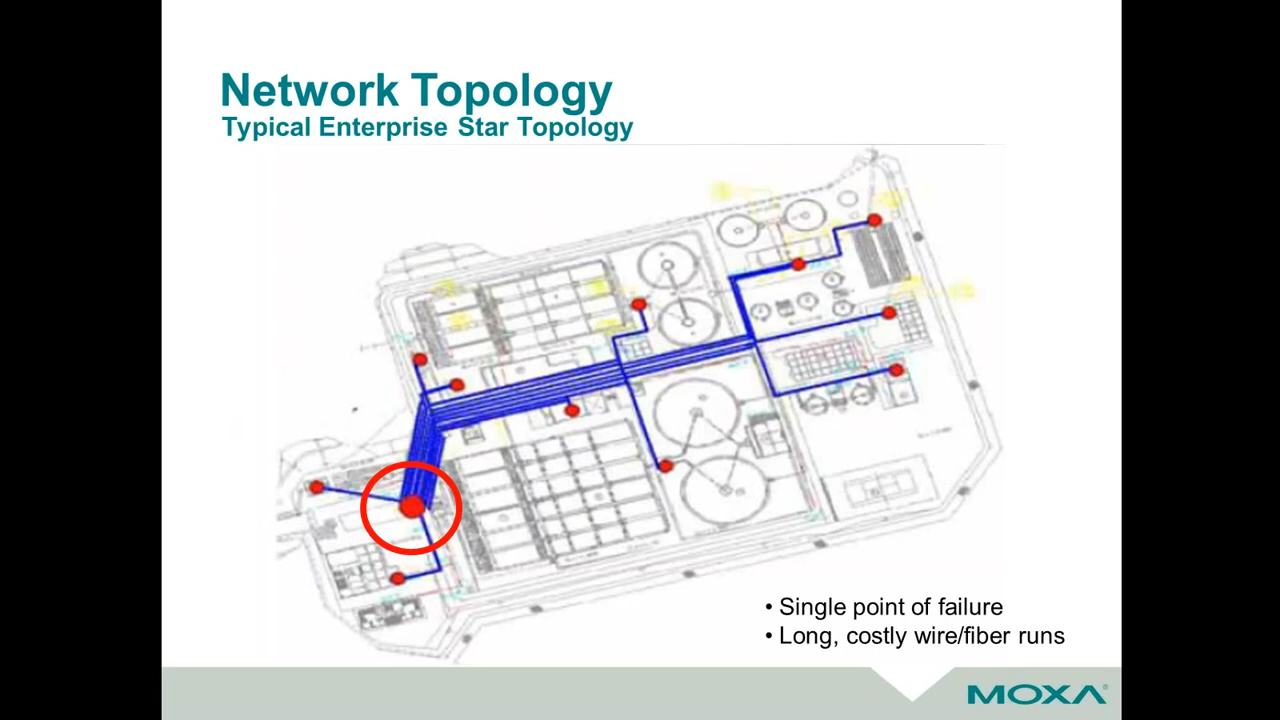 Network Topology
Typical Enterprise Star Topology
• Single point of failure
• Long, costly wire/fiber runs
MOXA®